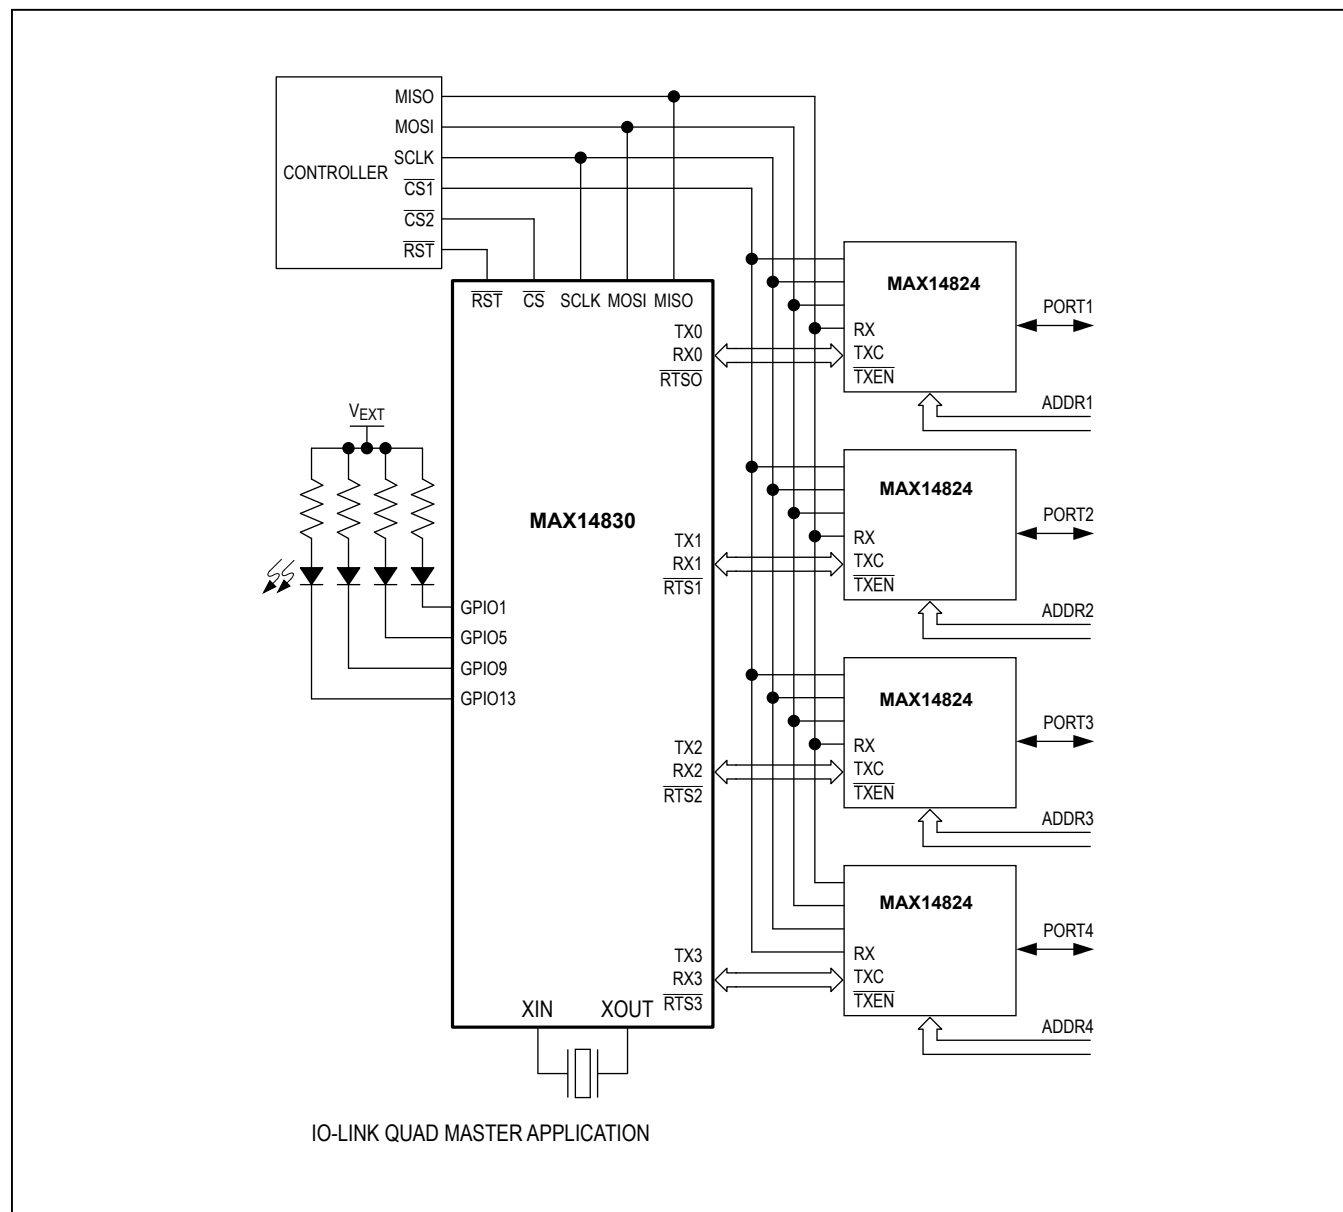 CONTROLLER
MISO
MOSI
SCLK
CS1
CS2
RST
RST CS SCLK MOSI MISO
MAX14830
TX0
RX0
RTSO
TX1
RX1
RTS1
TX2
RX2
RTS2
TX3
RX3
RTS3
VEXT
GPIO1
GPIO5
GPIO9
GPIO13
XIN XOUT
MAX14824
RX
TXC
TXEN
PORT1
ADDR1
MAX14824
RX
TXC
TXEN
PORT2
ADDR2
MAX14824
RX
TXC
TXEN
PORT3
ADDR3
MAX14824
RX
TXC
TXEN
PORT4
ADDR4
IO-LINK QUAD MASTER APPLICATION